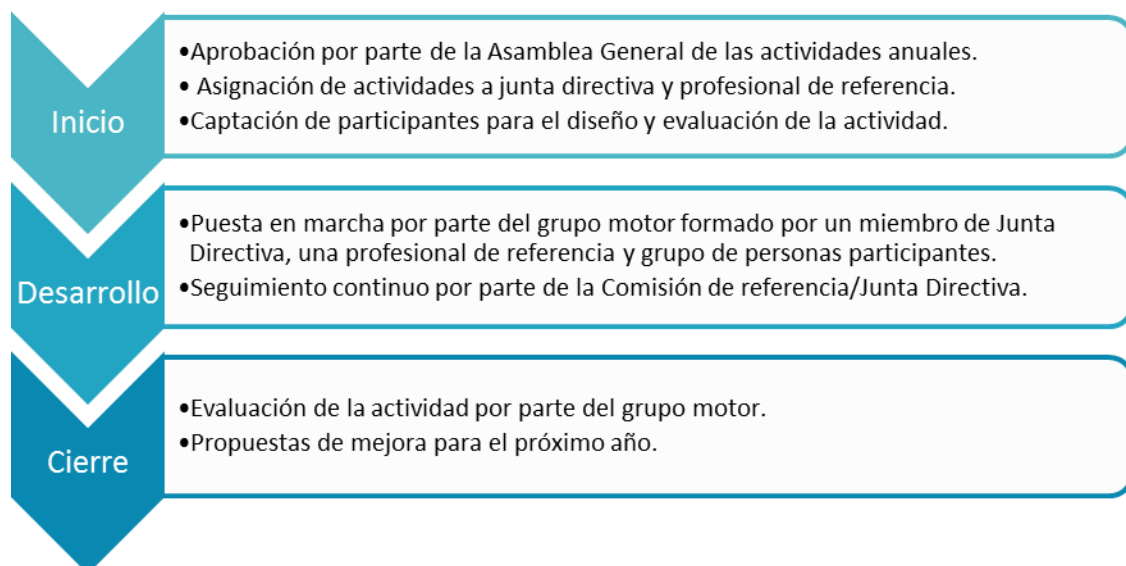 Inicio
•Aprobación por parte de la Asamblea General de las actividades anuales.
• Asignación de actividades a junta directiva y profesional de referencia.
•Captación de participantes para el diseño y evaluación de la actividad.
Desarrollo
•Puesta en marcha por parte del grupo motor formado por un miembro de Junta
Directiva, una profesional de referencia y grupo de personas participantes.
•Seguimiento continuo por parte de la Comisión de referencia/Junta Directiva.
Cierre
•Evaluación de la actividad por parte del grupo motor.
•Propuestas de mejora para el próximo año.